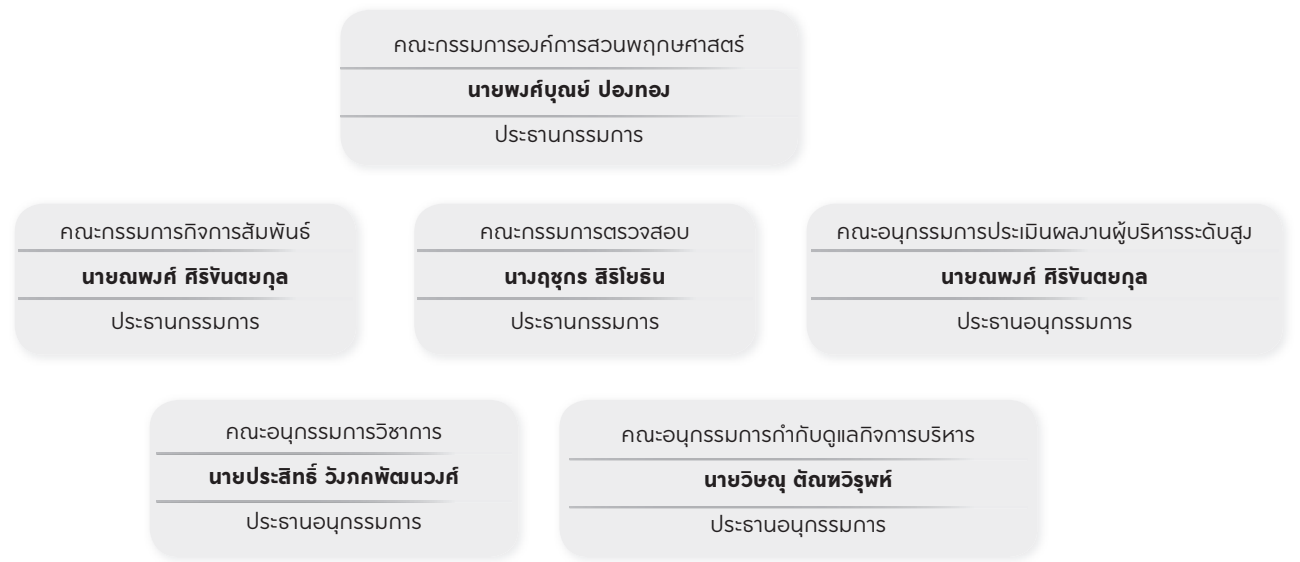 คณะกรรมการองค์การสวนพฤกษศาสตร์
นายพงศ์บุณย์ ปองทอง
ประธานกรรมการ
คณะกรรมการกิจการสัมพันธ์
นายณพงศ์ ศิริขันตยกุล
ประธานกรรมการ
คณะกรรมการตรวจสอบ
นางฤชุกร สิริโยธิน
ประธานกรรมการ
คณะอนุกรรมการประเมินผลงานผู้บริหารระดับสูง
นายณพงศ์ ศิริขันตยกุล
ประธานอนุกรรมการ
คณะอนุกรรมการวิชาการ
นายประสิทธิ์ วังภคพัฒนวงศ์
ประธานอนุกรรมการ
คณะอนุกรรมการกำกับดูแลกิจการบริหาร
นายวิษณุ ตัณฑวิรุฬห์
ประธานอนุกรรมการ